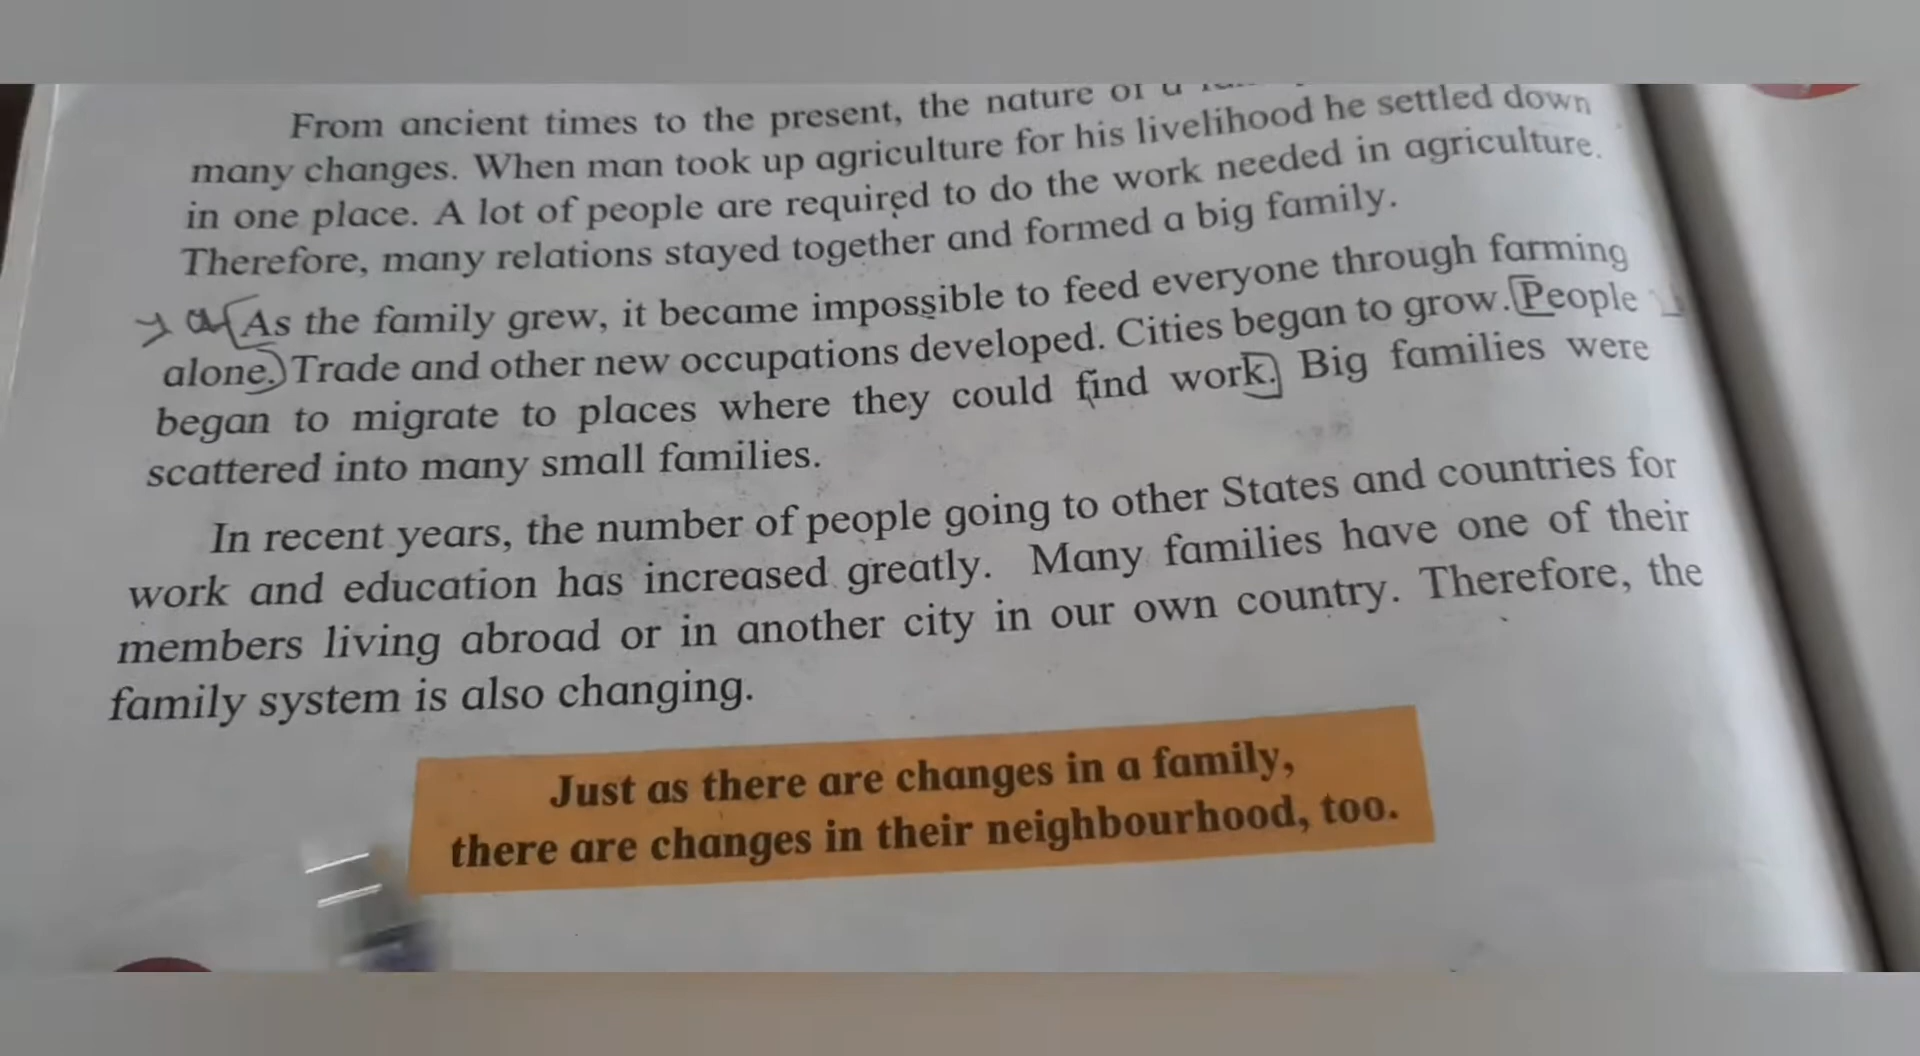 From ancient times to the present, the nature of a
many changes. When man took up agriculture for his livelihood he settled down
in one place. A lot of people are required to do the work needed in agriculture.
Therefore, many relations stayed together and formed a big family.
As the family grew, it became impossible to feed everyone through farming
alone. Trade and other new occupations developed. Cities began to grow. People
began to migrate to places where they could find work. Big families were
scattered into many small families.
In recent years, the number of people going to other States and countries for
work and education has increased greatly. Many families have one of their
members living abroad or in another city in our own country. Therefore, the
family system is also changing.
Just as there are changes in a family,
there are changes in their neighbourhood, too.